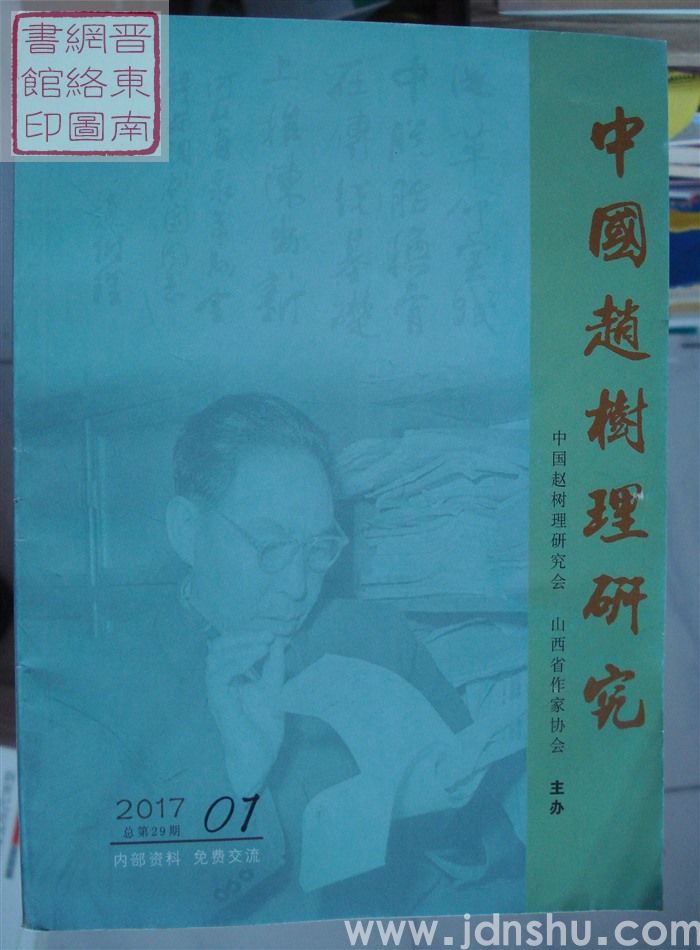 晋東南
網絡圖
書館印
中國趙樹理研究
中国赵树理研究会 山西省作家协会 主办
2017 01
总第29期
内部资料 免费交流
www.jdnshu.com